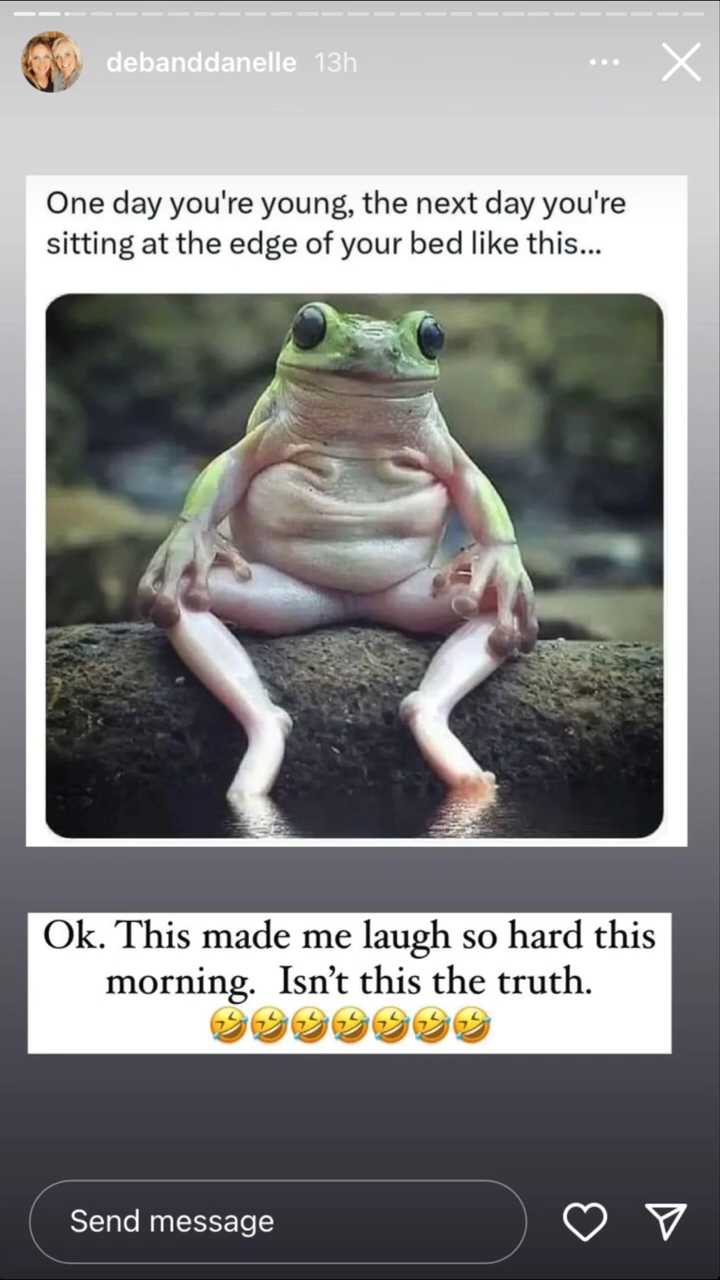 debanddanelle 13h
One day you're young, the next day you're
sitting at the edge of your bed like this...
Ok. This made me laugh so hard this
morning.  Isn’t this the truth.
🤣🤣🤣🤣🤣🤣🤣
Send message